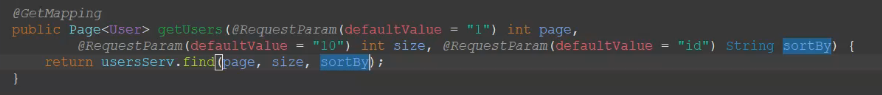 @GetMapping
public Page<User> getUsers(@RequestParam(defaultValue = "1") int page,
@RequestParam(defaultValue = "10") int size, @RequestParam(defaultValue = "id") String sortBy) {
return usersServ.find(page, size, sortBy);
}